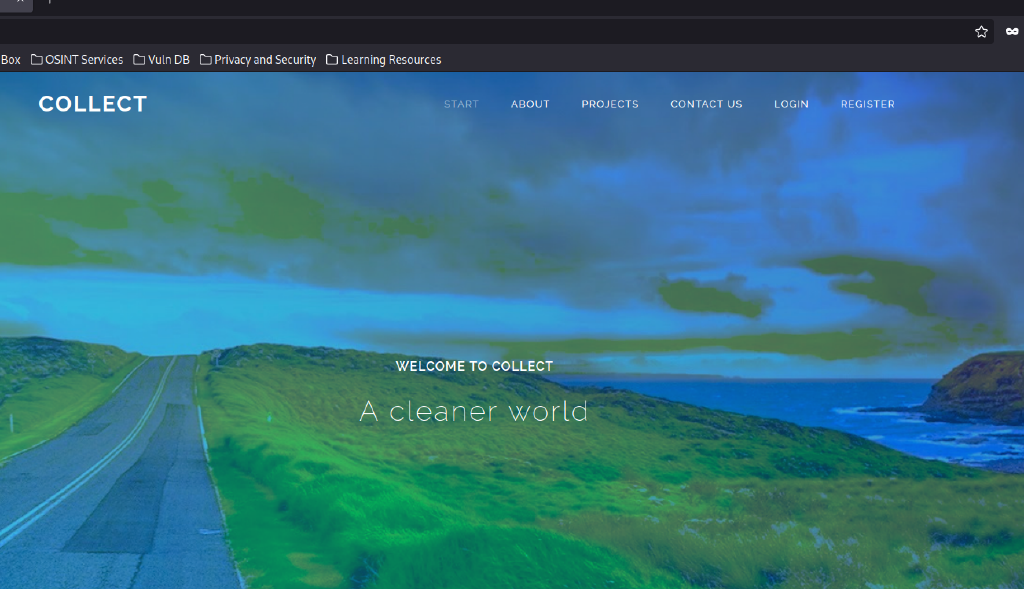 Box OSINT Services Vuln DB Privacy and Security Learning Resources
COLLECT START ABOUT PROJECTS CONTACT US LOGIN REGISTER
WELCOME TO COLLECT
A cleaner world